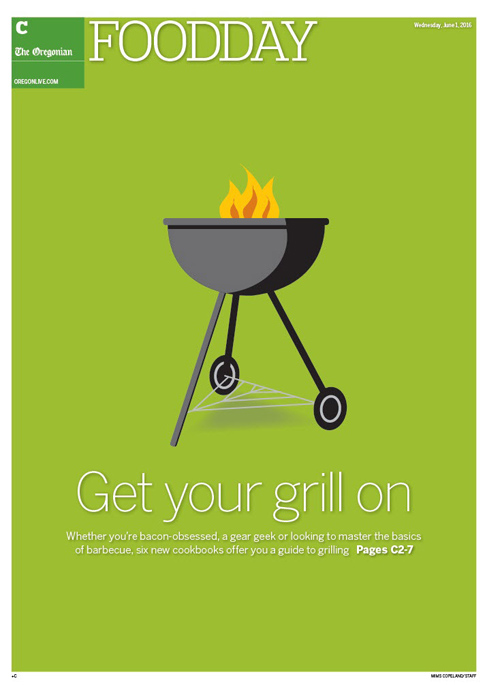 C
The Oregonian
OREGONLIVE.COM
FOODDAY
Wednesday, June 1, 2016
Get your grill on
Whether you're bacon-obsessed, a gear geek or looking to master the basics
of barbecue, six new cookbooks offer you a guide to grilling Pages C2-7
+C
MIMS COPELAND/STAFF